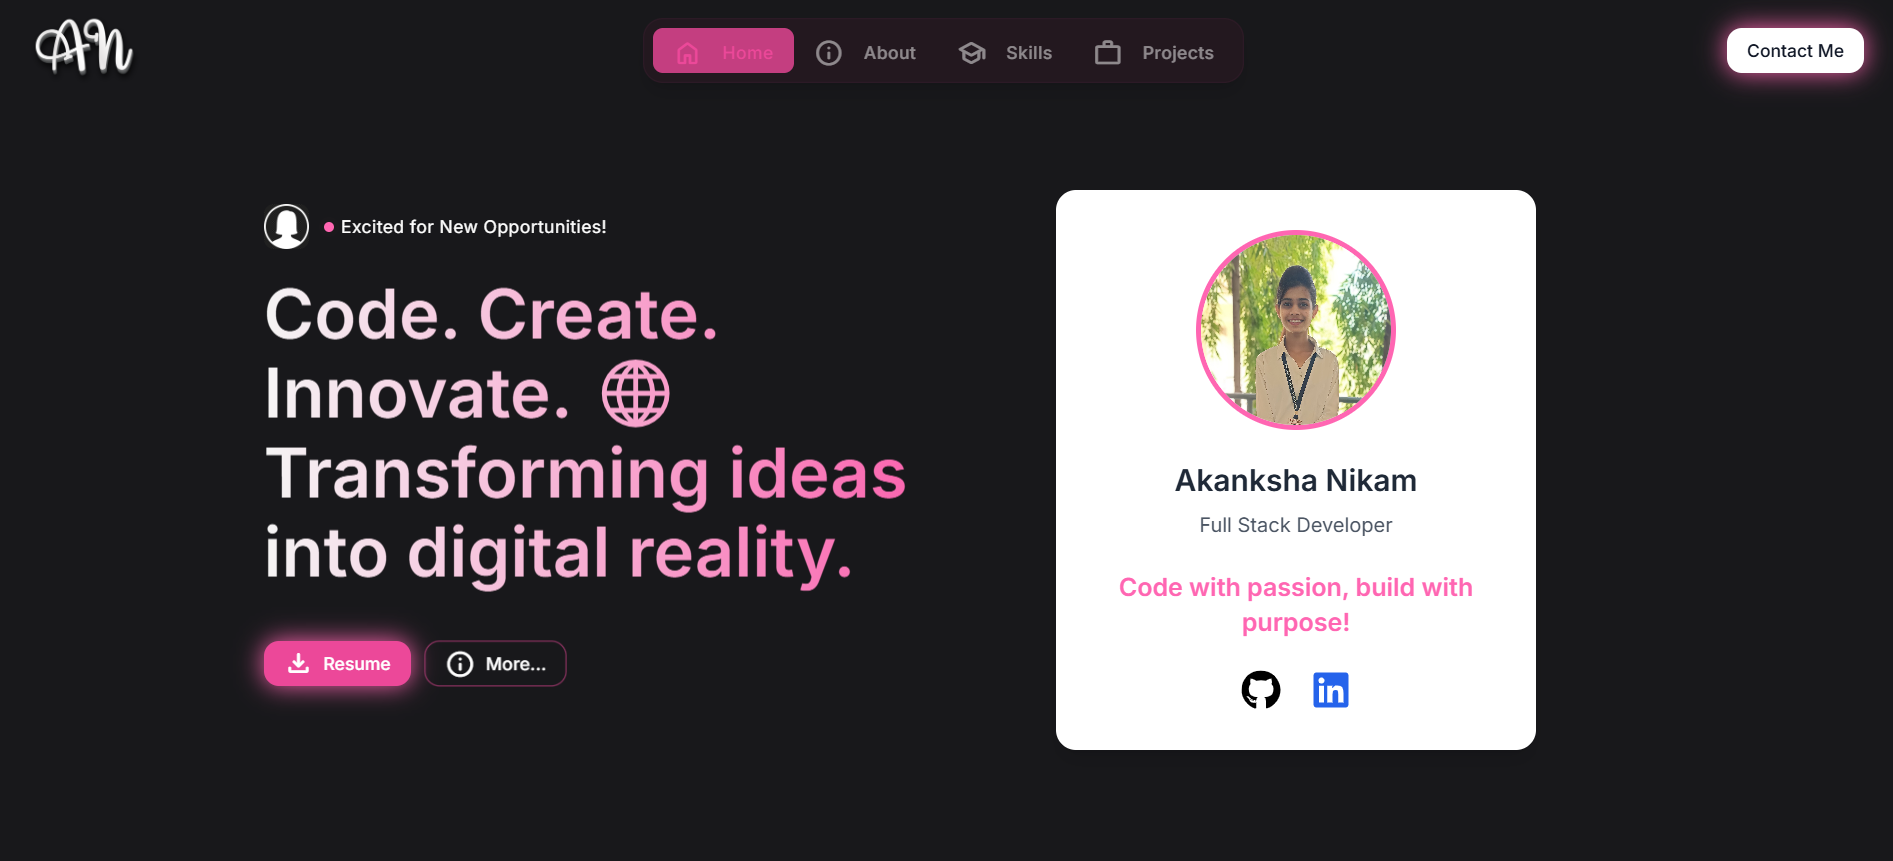 AN
Home
About
Skills
Projects
Contact Me
Excited for New Opportunities!
Code. Create.
Innovate.
Transforming ideas
into digital reality.
Resume
More...
Akanksha Nikam
Full Stack Developer
Code with passion, build with
purpose!
in